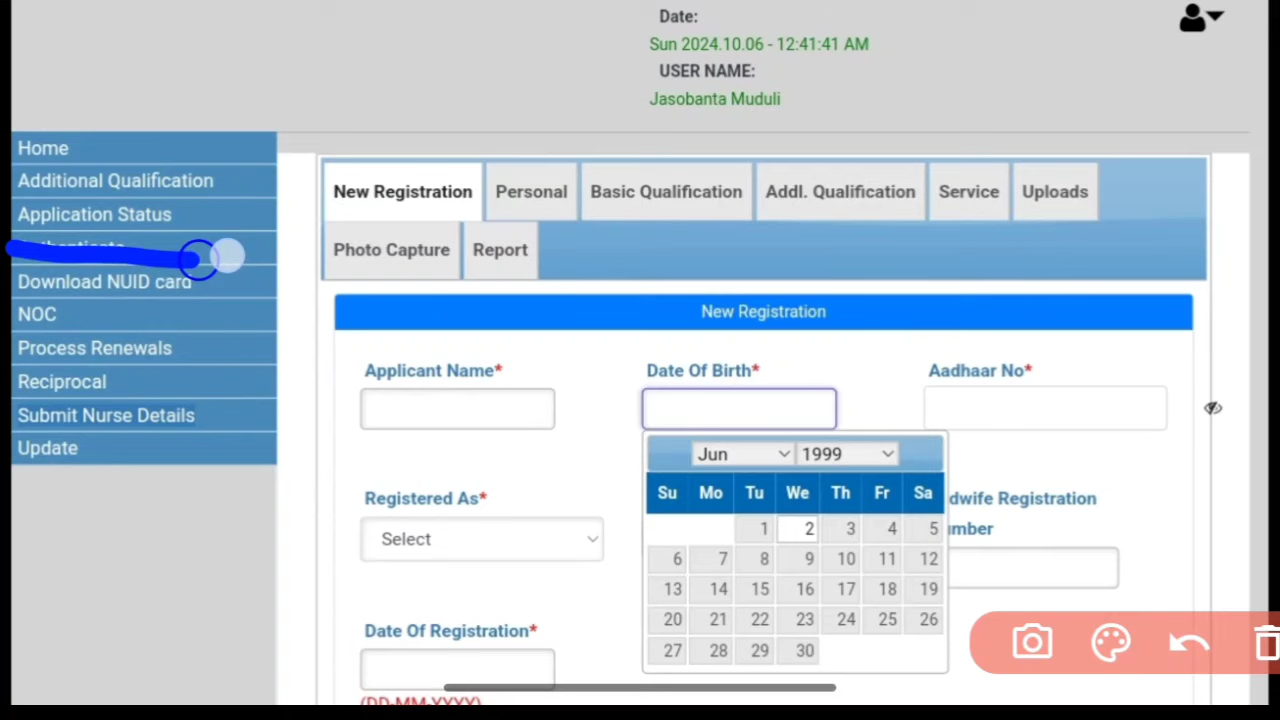 Date:
Sun 2024.10.06 - 12:41:41 AM
USER NAME:
Jasobanta Muduli
Home
Additional Qualification
Application Status
Authenticate
Download NUID card
NOC
Process Renewals
Reciprocal
Submit Nurse Details
Update
New Registration Personal Basic Qualification Addl. Qualification Service Uploads
Photo Capture Report
New Registration
Applicant Name* Date Of Birth* Aadhaar No*
Jun 1999
Su Mo Tu We Th Fr Sa
1 2 3 4 5
6 7 8 9 10 11 12
13 14 15 16 17 18 19
20 21 22 23 24 25 26
27 28 29 30
Registered As* dwife Registration
mber
Select
Date Of Registration*
(DD-MM-YYYY)